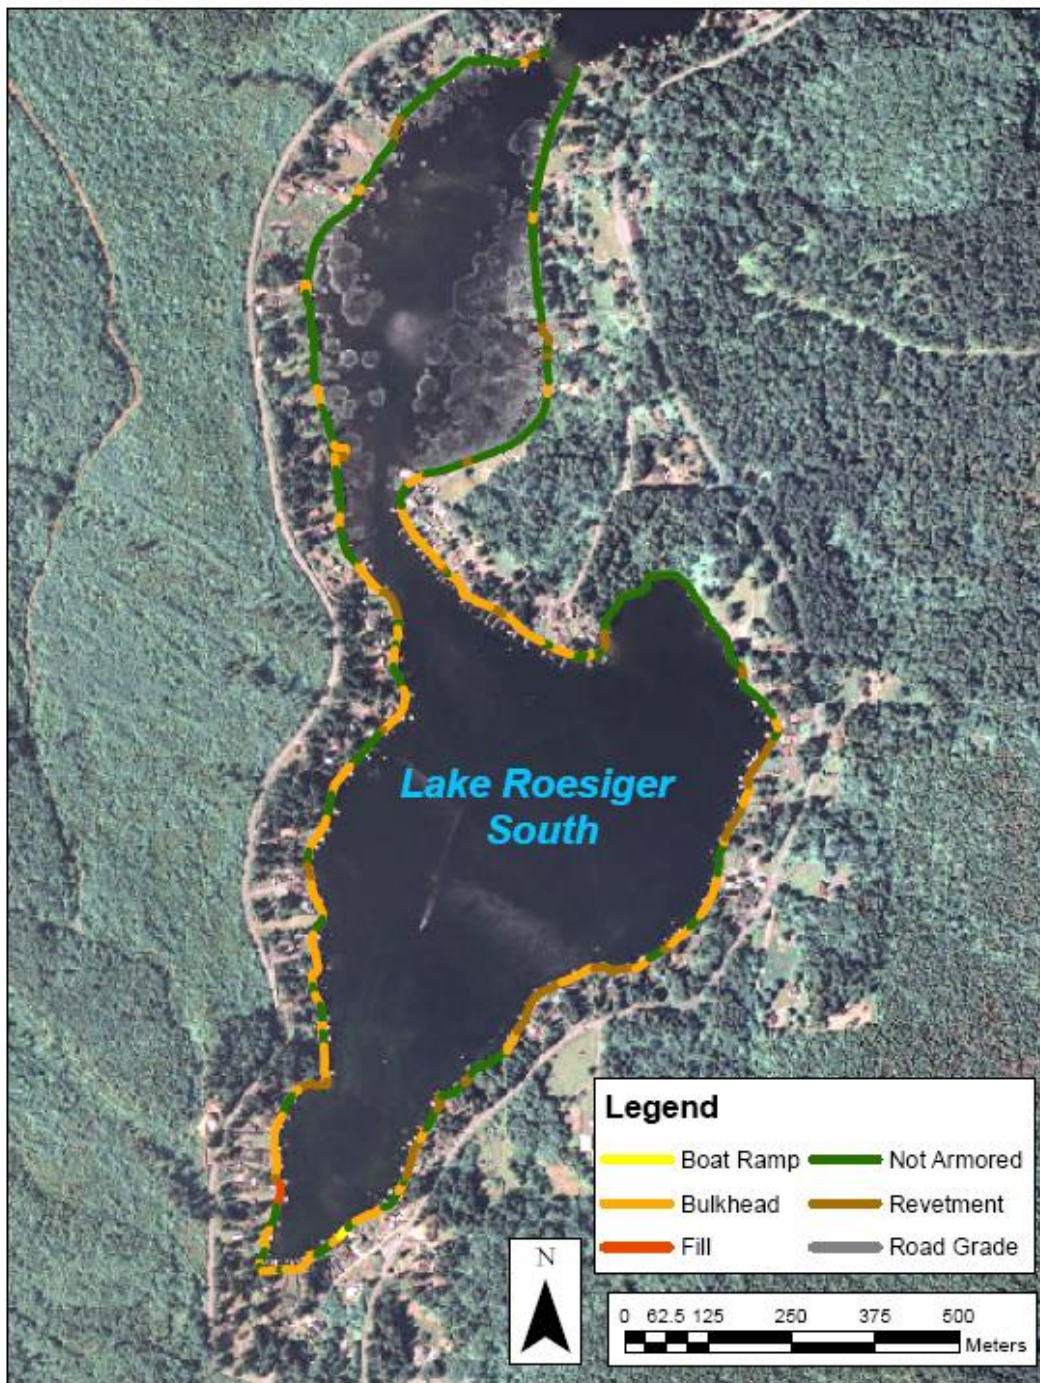 Lake Roesiger
South
Legend
Boat Ramp
Not Armored
Bulkhead
Revetment
Fill
Road Grade
N
0 62.5 125 250 375 500
Meters